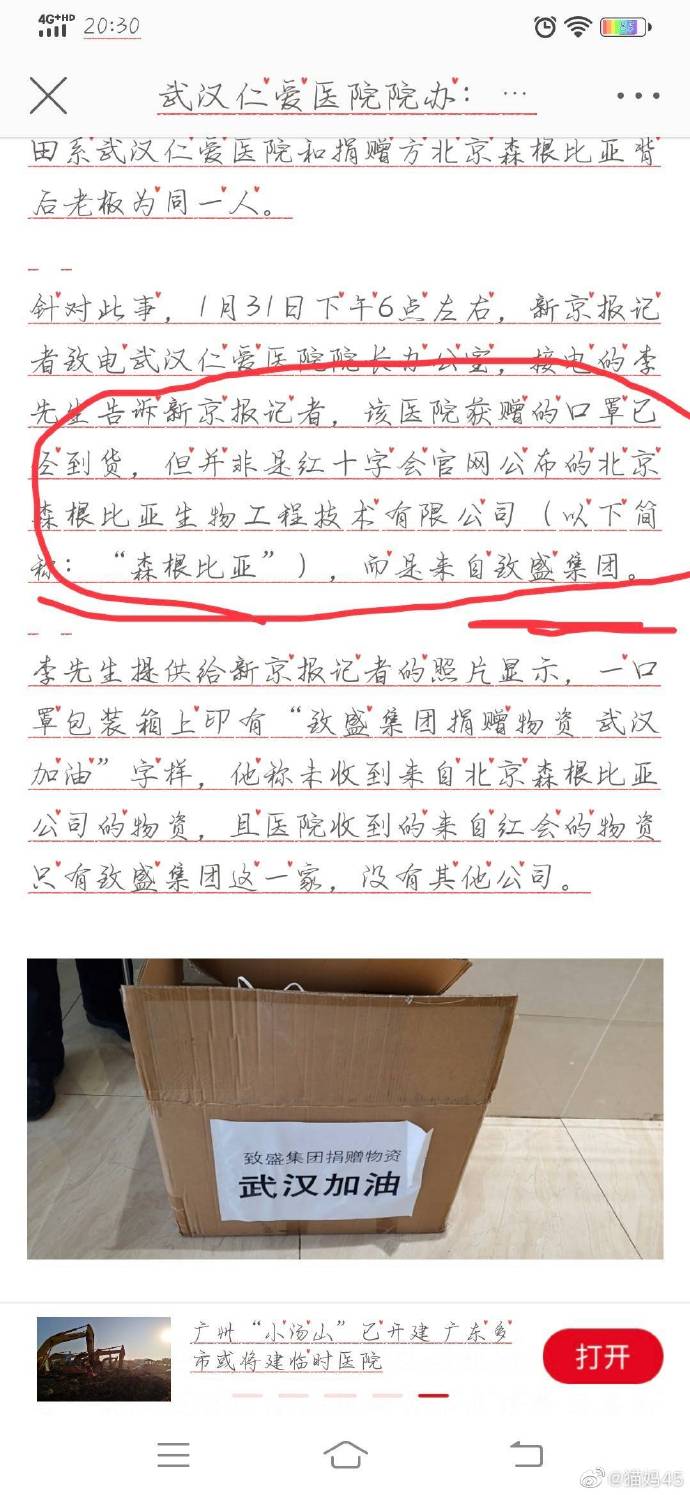 4G+HD 20:30 85
武汉仁爱医院院办：…
田系武汉仁爱医院和捐赠方北京森根比亚背
后老板为同一人。
针对此事，1月31日下午6点左右，新京报记
者致电武汉仁爱医院院长办公室，接电的李
先生告诉新京报记者，该医院获赠的口罩已
经到货，但并非是红十字会官网公布的北京
森根比亚生物工程技术有限公司（以下简
称：“森根比亚”），而是来自致盛集团。
李先生提供给新京报记者的照片显示，一口
罩包装箱上印有“致盛集团捐赠物资 武汉
加油”字样，他称未收到来自北京森根比亚
公司的物资，且医院收到的来自红会的物资
只有致盛集团这一家，没有其他公司。
致盛集团捐赠物资
武汉加油
广州“小汤山”已开建 广东多
市或将建临时医院
打开
@猫妈45